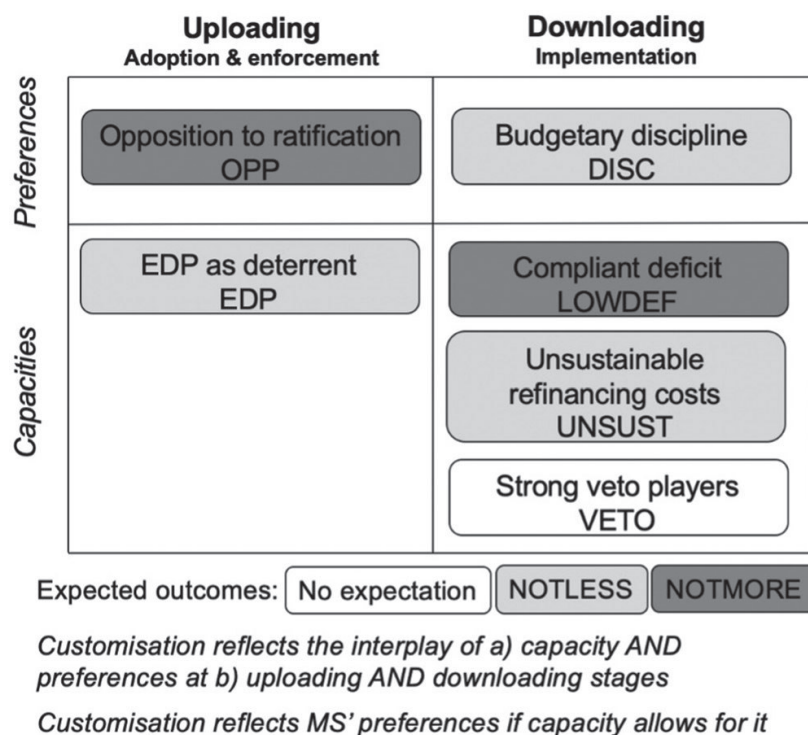 Uploading
Adoption & enforcement
Downloading
Implementation
Preferences
Opposition to ratification
OPP
Budgetary discipline
DISC
Capacities
EDP as deterrent
EDP
Compliant deficit
LOWDEF
Unsustainable
refinancing costs
UNSUST
Strong veto players
VETO
Expected outcomes: No expectation NOTLESS NOTMORE
Customisation reflects the interplay of a) capacity AND
preferences at b) uploading AND downloading stages
Customisation reflects MS' preferences if capacity allows for it